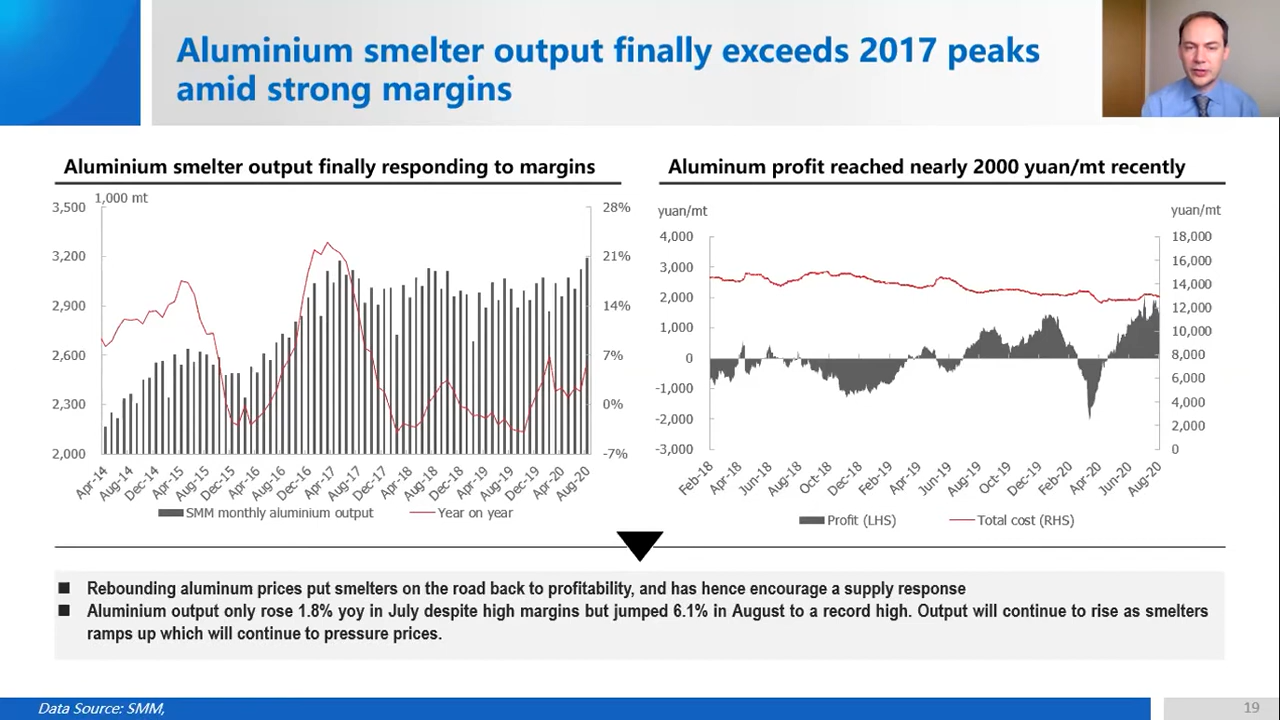 Aluminium smelter output finally exceeds 2017 peaks
amid strong margins
Aluminium smelter output finally responding to margins
1,000 mt
3,500
3,200
2,900
2,600
2,300
2,000
28%
21%
14%
7%
0%
-7%
Apr-14
Aug-14
Dec-14
Apr-15
Aug-15
Dec-15
Apr-16
Aug-16
Dec-16
Apr-17
Aug-17
Dec-17
Apr-18
Aug-18
Dec-18
Apr-19
Aug-19
Dec-19
Apr-20
Aug-20
SMM monthly aluminium output
Year on year
Aluminum profit reached nearly 2000 yuan/mt recently
yuan/mt
yuan/mt
4,000
3,000
2,000
1,000
0
-1,000
-2,000
-3,000
18,000
16,000
14,000
12,000
10,000
8,000
6,000
4,000
2,000
0
Feb-18
Apr-18
Jun-18
Aug-18
Oct-18
Dec-18
Feb-19
Apr-19
Jun-19
Aug-19
Oct-19
Dec-19
Feb-20
Apr-20
Jun-20
Aug-20
Profit (LHS)
Total cost (RHS)
Rebounding aluminum prices put smelters on the road back to profitability, and has hence encourage a supply response
Aluminium output only rose 1.8% yoy in July despite high margins but jumped 6.1% in August to a record high. Output will continue to rise as smelters
ramps up which will continue to pressure prices.
Data Source: SMM,
19